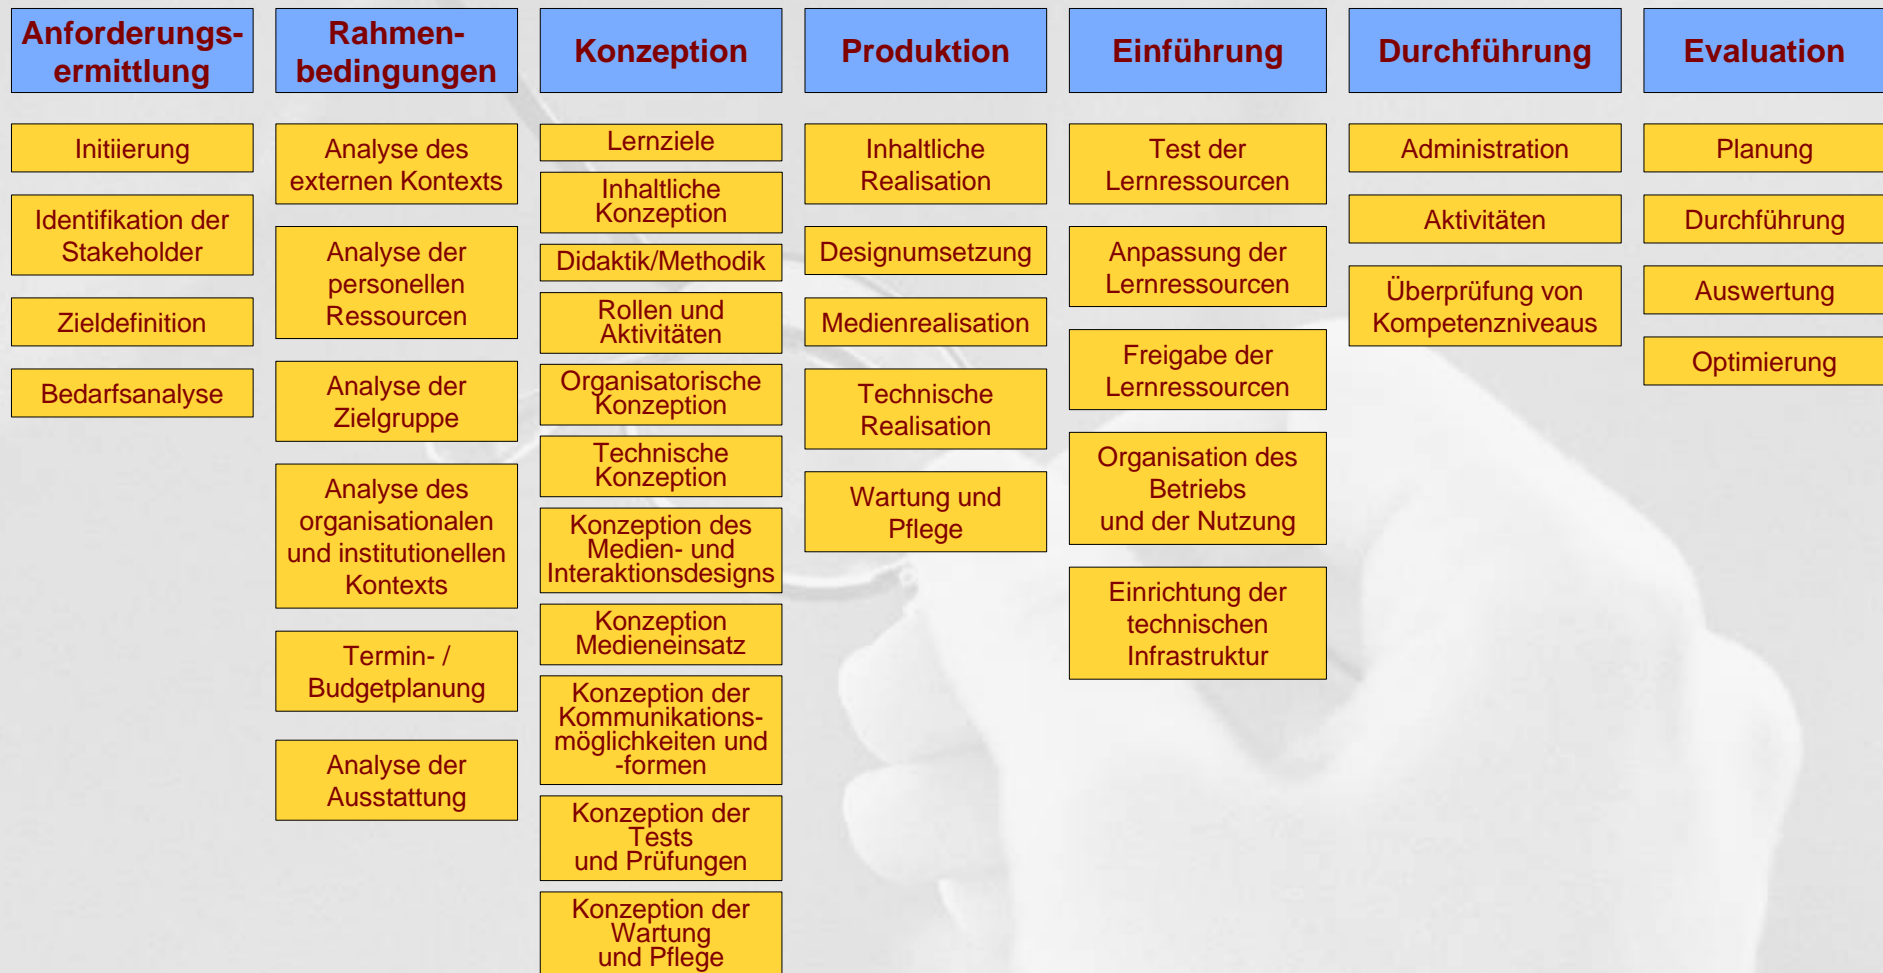 Anforderungs-
ermittlung
Initiierung
Identifikation der
Stakeholder
Zieldefinition
Bedarfsanalyse
Rahmen-
bedingungen
Analyse des
externen Kontexts
Analyse der
personellen
Ressourcen
Analyse der
Zielgruppe
Analyse des
organisationalen
und institutionellen
Kontexts
Termin- /
Budgetplanung
Analyse der
Ausstattung
Konzeption
Lernziele
Inhaltliche
Konzeption
Didaktik/Methodik
Rollen und
Aktivitäten
Organisatorische
Konzeption
Technische
Konzeption
Konzeption des
Medien- und
Interaktionsdesigns
Konzeption
Medieneinsatz
Konzeption der
Kommunikations-
möglichkeiten und
-formen
Konzeption der
Tests
und Prüfungen
Konzeption der
Wartung
und Pflege
Produktion
Inhaltliche
Realisation
Designumsetzung
Medienrealisation
Technische
Realisation
Wartung und
Pflege
Einführung
Test der
Lernressourcen
Anpassung der
Lernressourcen
Freigabe der
Lernressourcen
Organisation des
Betriebs
und der Nutzung
Einrichtung der
technischen
Infrastruktur
Durchführung
Administration
Aktivitäten
Überprüfung von
Kompetenzniveaus
Evaluation
Planung
Durchführung
Auswertung
Optimierung